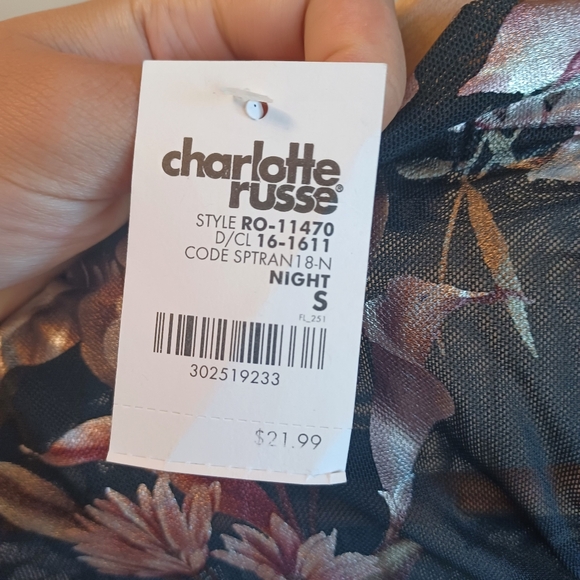 charlotte
russe®
STYLE RO-11470
D/CL 16-1611
CODE SPTRAN18-N
NIGHT
S
FL_251
302519233
$21.99